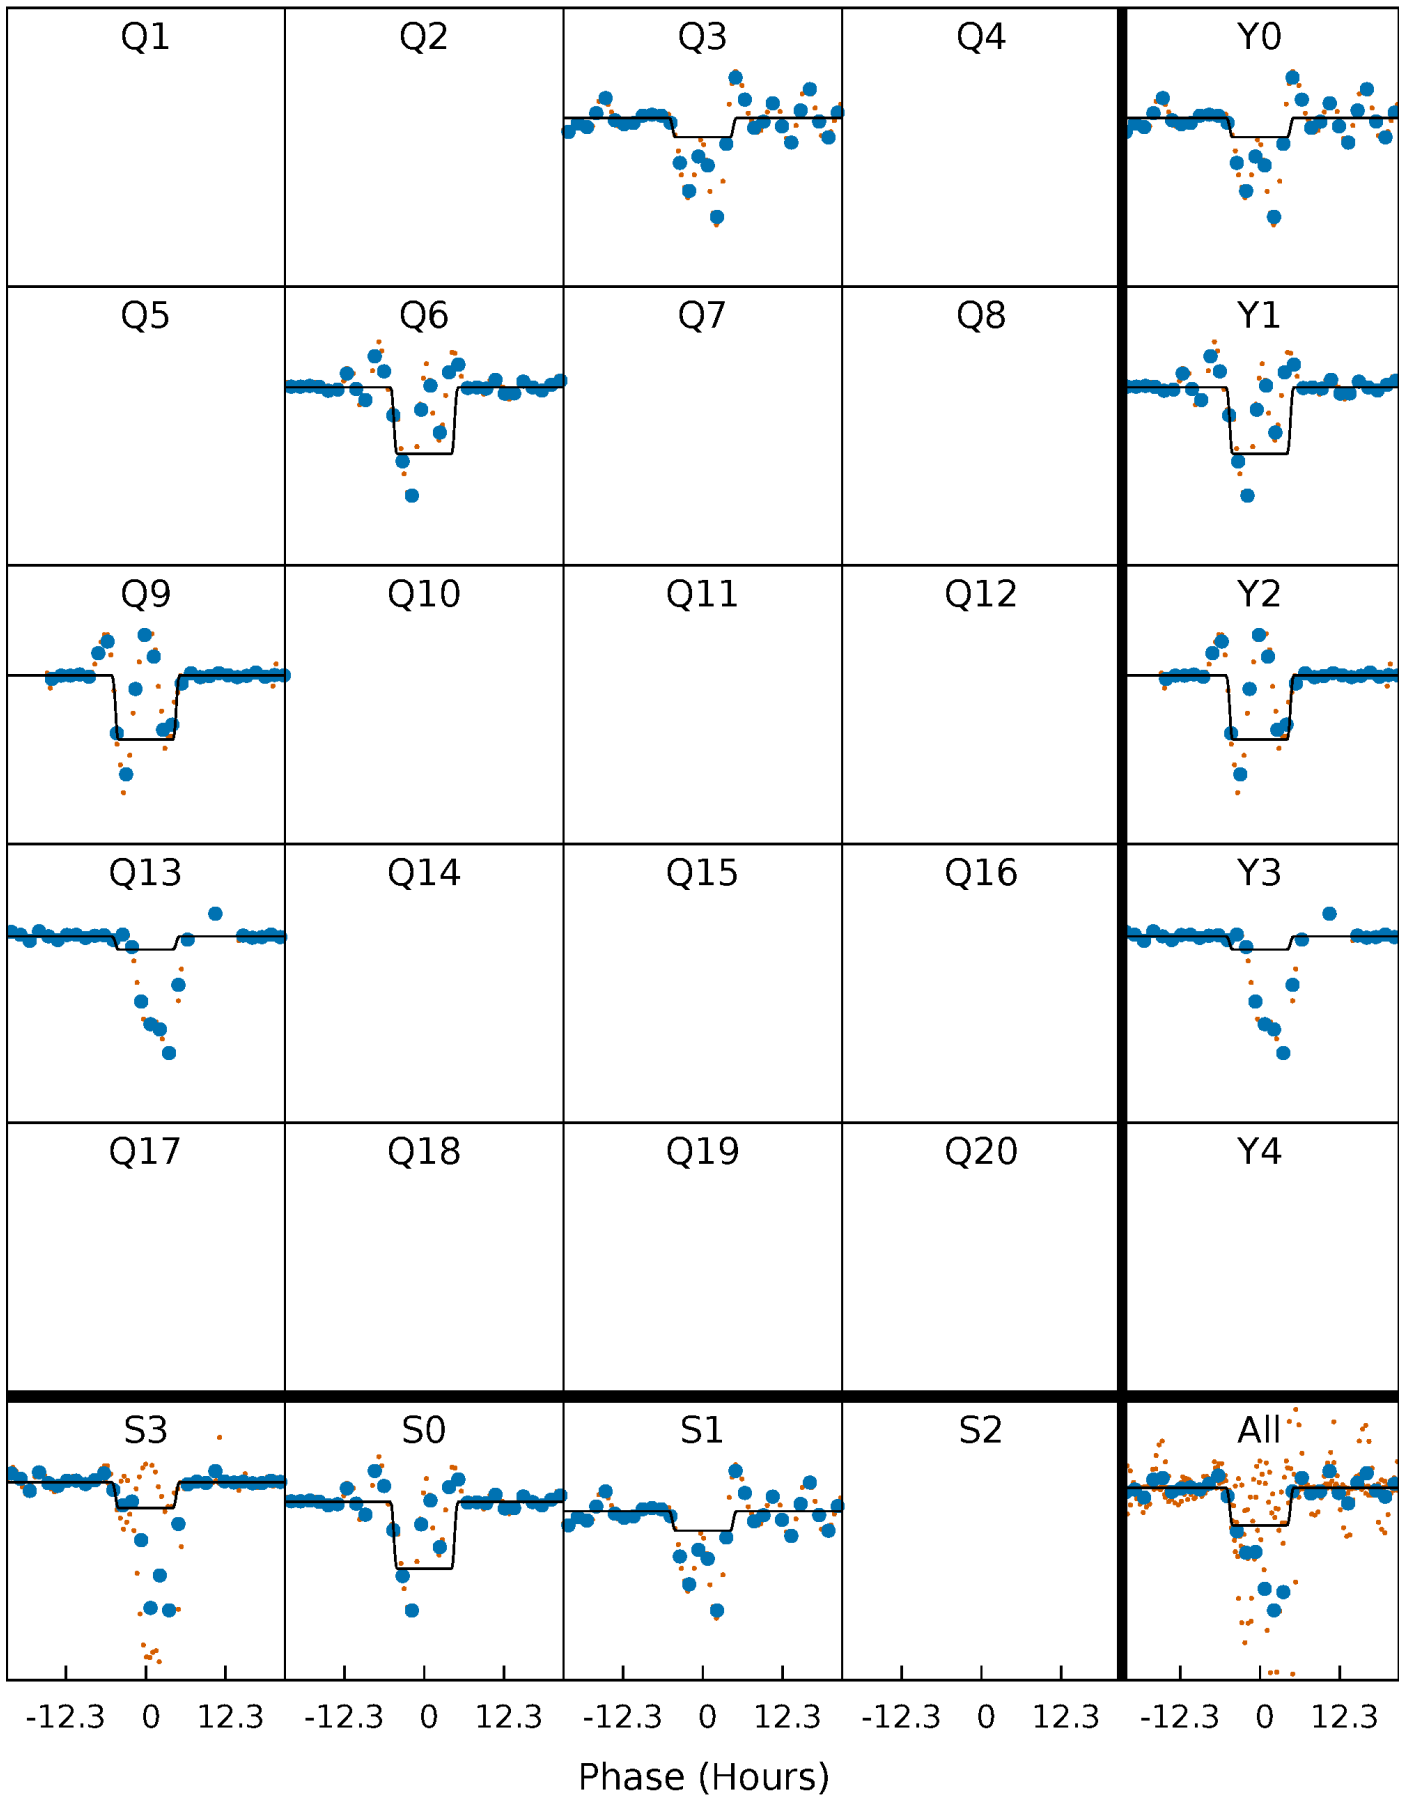 Q1 Q2 Q3 Q4 Y0
Q5 Q6 Q7 Q8 Y1
Q9 Q10 Q11 Q12 Y2
Q13 Q14 Q15 Q16 Y3
Q17 Q18 Q19 Q20 Y4
S3 S0 S1 S2 All
-12.3 0 12.3 -12.3 0 12.3 -12.3 0 12.3 -12.3 0 12.3 -12.3 0 12.3
Phase (Hours)